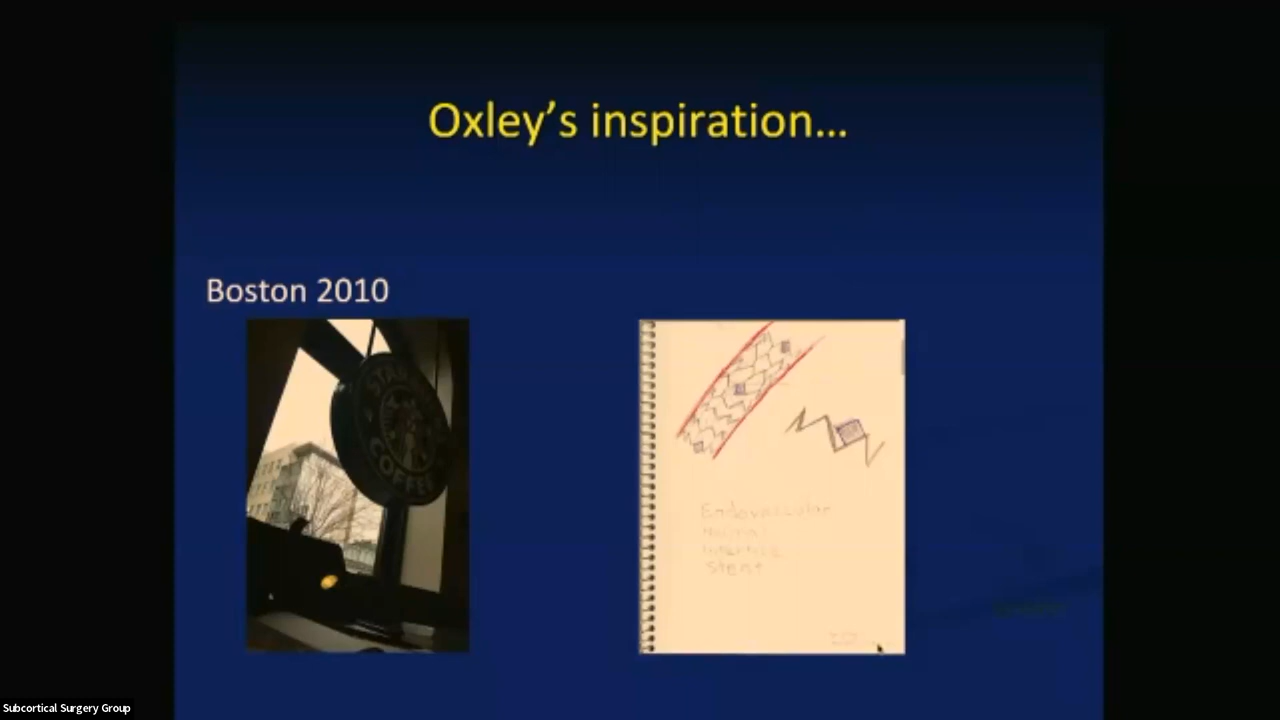 Oxley's inspiration...
Boston 2010
STARBUCKS
COFFEE
Endovascular
Neural
Interface
Stent
Subcortical Surgery Group